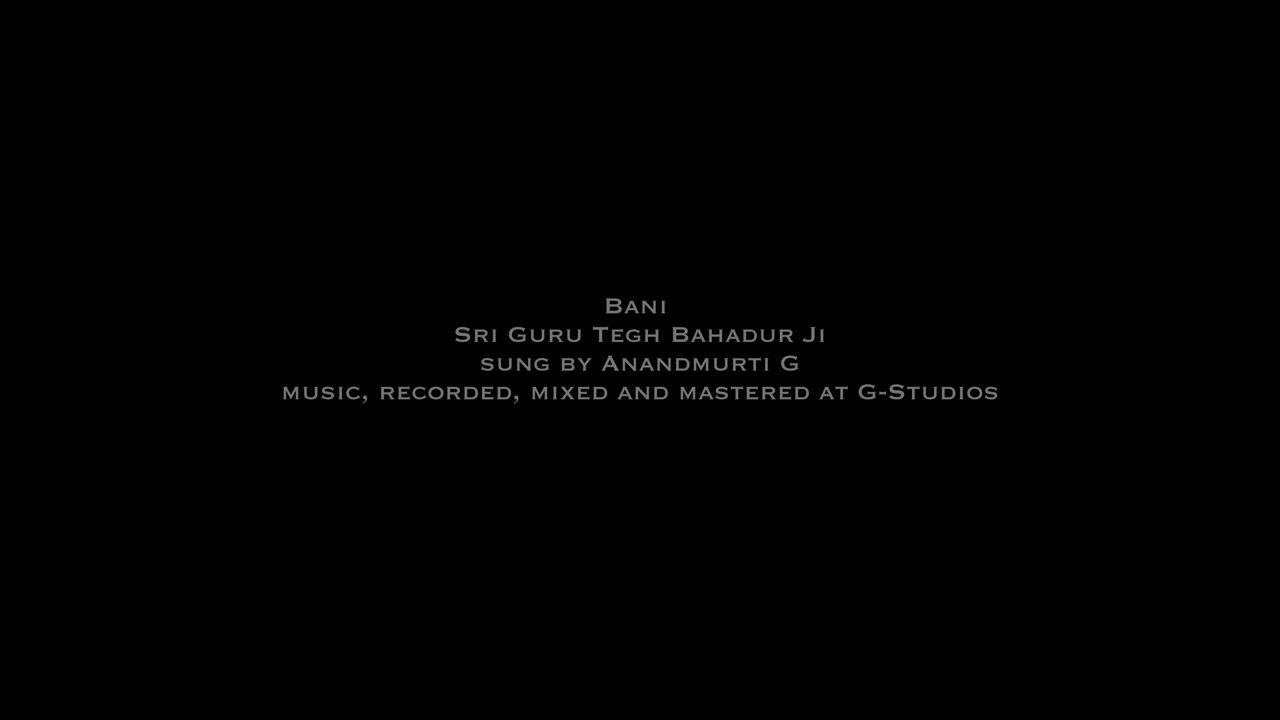 Bani
Sri Guru Tegh Bahadur Ji
sung by Anandmurti G
music, recorded, mixed and mastered at G-Studios